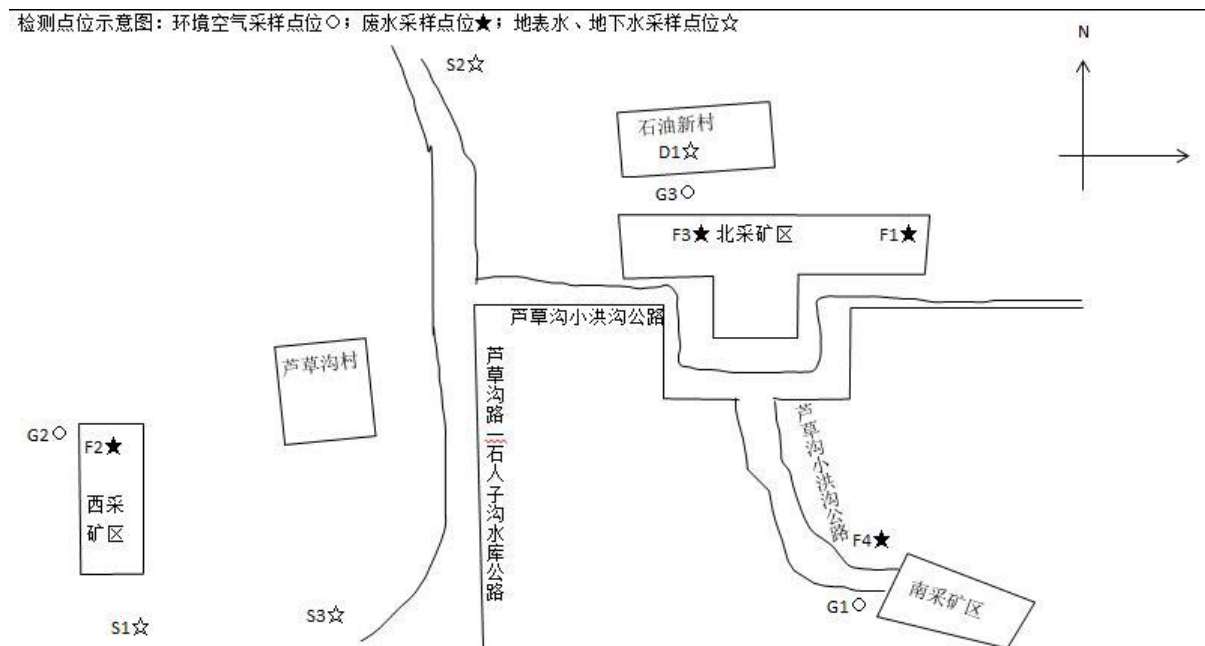 检测点位示意图：环境空气采样点位○；废水采样点位★；地表水、地下水采样点位☆
N
S2☆
石油新村
D1☆
G3○
F3★ 北采矿区 F1★
芦草沟小洪沟公路
芦草沟村
芦草沟路—石人子沟水库公路
G2○
F2★
西采
矿区
芦草沟小洪沟公路
F4★
南采矿区
G1○
S3☆
S1☆